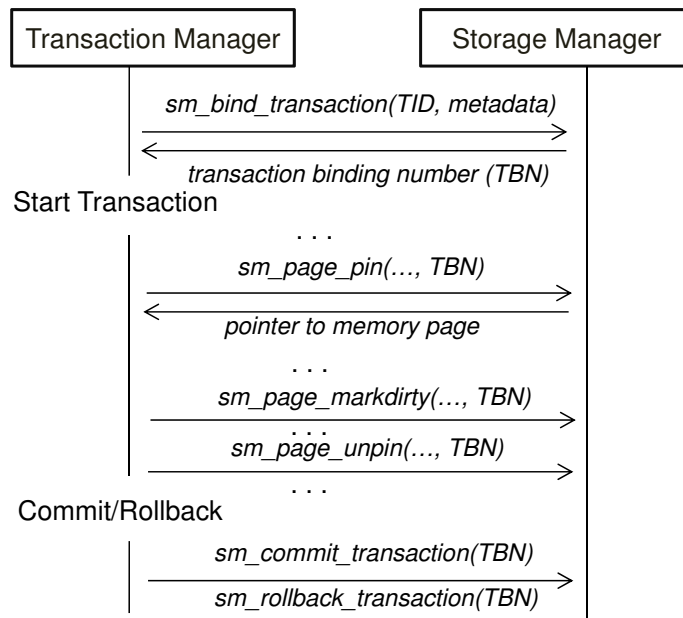 Transaction Manager
Storage Manager
sm_bind_transaction(TID, metadata)
transaction binding number (TBN)
Start Transaction
. . .
sm_page_pin(…, TBN)
pointer to memory page
. . .
sm_page_markdirty(…, TBN)
. . .
sm_page_unpin(…, TBN)
. . .
Commit/Rollback
sm_commit_transaction(TBN)
sm_rollback_transaction(TBN)